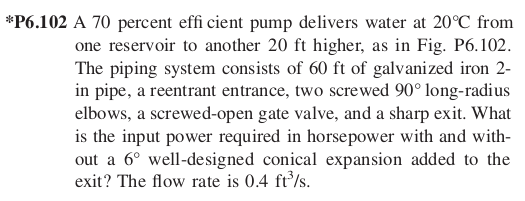 *P6.102 A 70 percent effi cient pump delivers water at 20°C from
one reservoir to another 20 ft higher, as in Fig. P6.102.
The piping system consists of 60 ft of galvanized iron 2-
in pipe, a reentrant entrance, two screwed 90° long-radius
elbows, a screwed-open gate valve, and a sharp exit. What
is the input power required in horsepower with and with-
out a 6° well-designed conical expansion added to the
exit? The flow rate is 0.4 ft³/s.